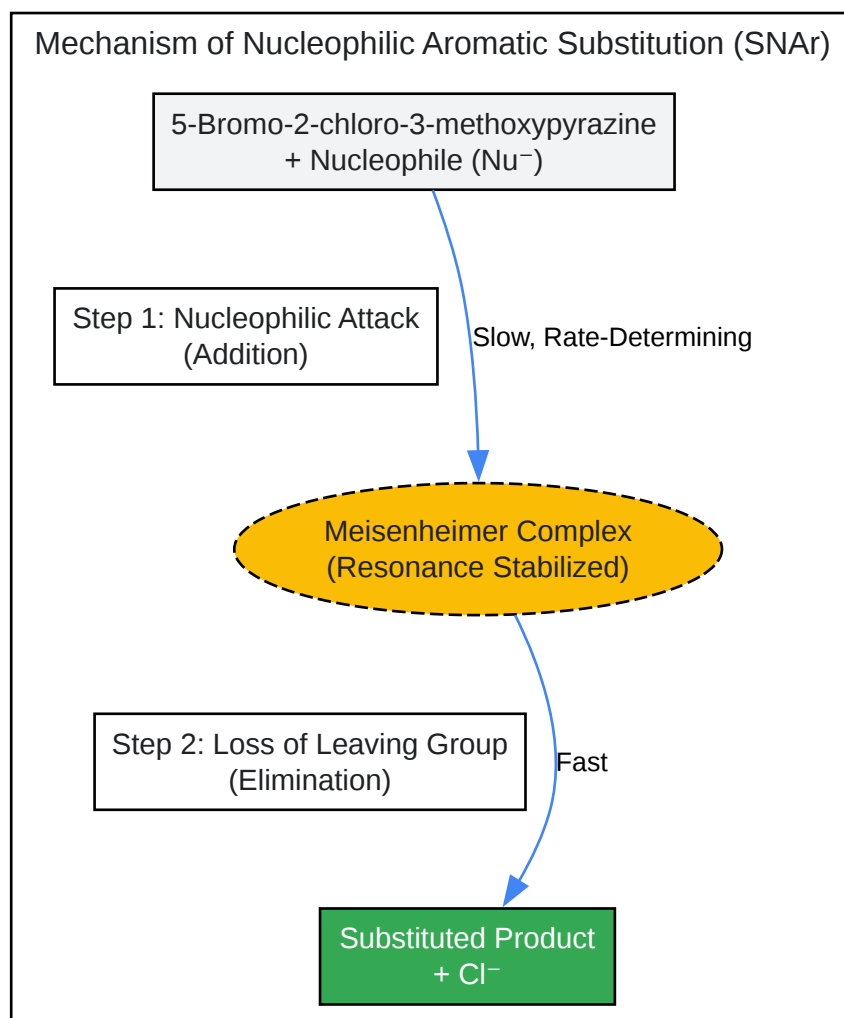 Mechanism of Nucleophilic Aromatic Substitution (SNAr)
5-Bromo-2-chloro-3-methoxypyrazine
+ Nucleophile (Nu⁻)
Step 1: Nucleophilic Attack
(Addition)
Slow, Rate-Determining
Meisenheimer Complex
(Resonance Stabilized)
Step 2: Loss of Leaving Group
(Elimination)
Fast
Substituted Product
+ Cl⁻